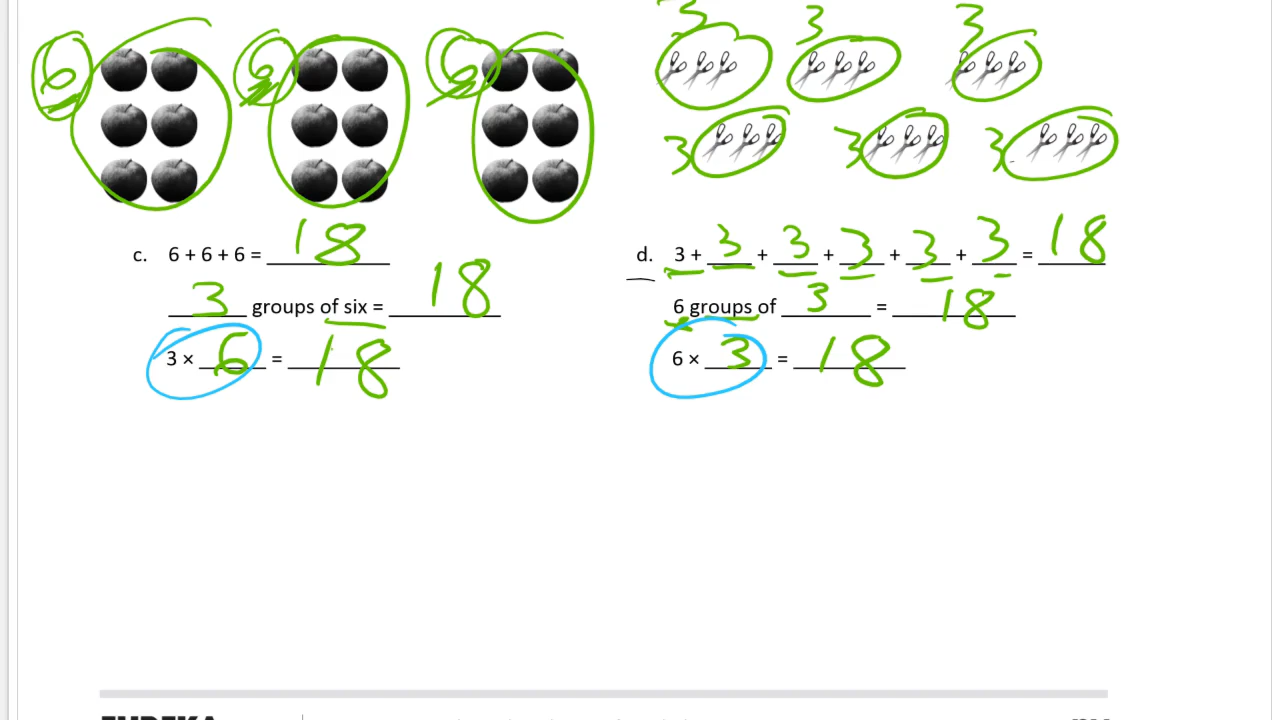 6 6 6
3 3 3
3 3 3
c. 6 + 6 + 6 = 18
3 groups of six = 18
3 × 6 = 18
d. 3 + 3 + 3 + 3 + 3 + 3 = 18
6 groups of 3 = 18
6 × 3 = 18
EUREKA